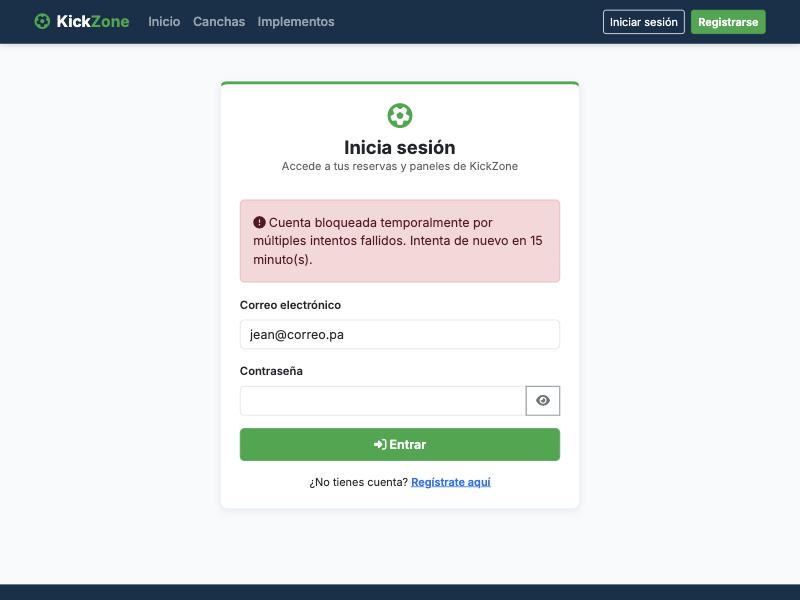 KickZone Inicio Canchas Implementos Iniciar sesión Registrarse
Inicia sesión
Accede a tus reservas y paneles de KickZone
Cuenta bloqueada temporalmente por
múltiples intentos fallidos. Intenta de nuevo en 15
minuto(s).
Correo electrónico
jean@correo.pa
Contraseña
Entrar
¿No tienes cuenta? Regístrate aquí